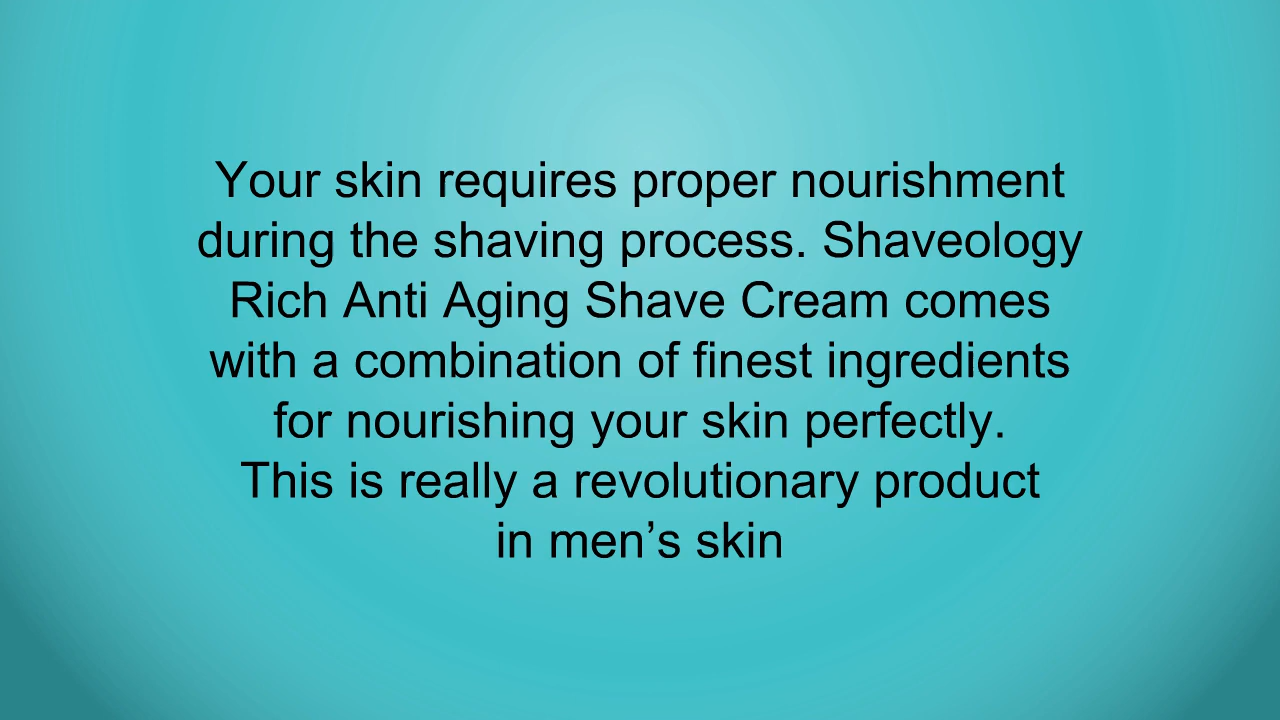 Your skin requires proper nourishment
during the shaving process. Shaveology
Rich Anti Aging Shave Cream comes
with a combination of finest ingredients
for nourishing your skin perfectly.
This is really a revolutionary product
in men’s skin